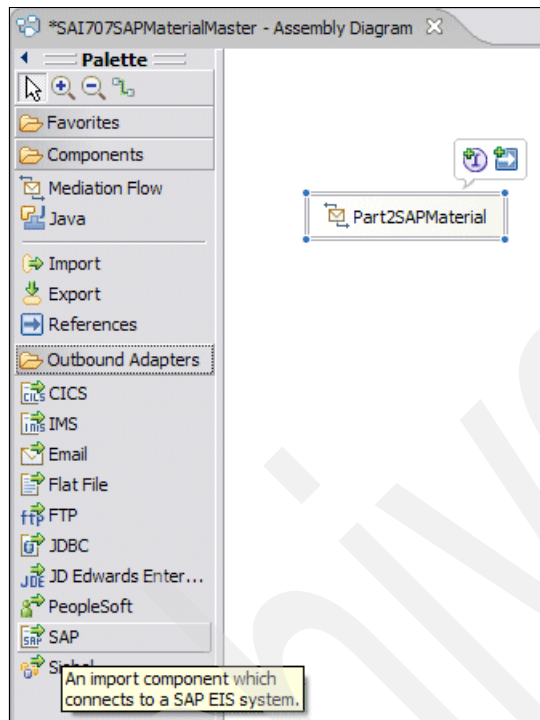 *SAI707SAPMaterialMaster - Assembly Diagram
Palette
Favorites
Components
Mediation Flow
Java
Part2SAPMaterial
Import
Export
References
Outbound Adapters
CICS
IMS
Email
Flat File
FTP
JDBC
JD Edwards Enter...
PeopleSoft
SAP
An import component which
connects to a SAP EIS system.